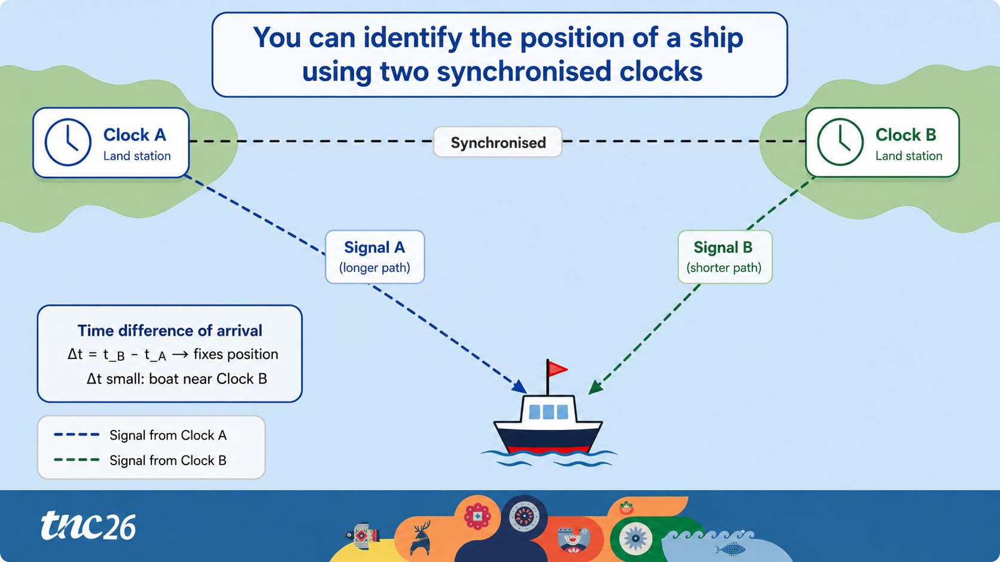 You can identify the position of a ship
using two synchronised clocks
Clock A
Land station
Synchronised
Clock B
Land station
Signal A
(longer path)
Signal B
(shorter path)
Time difference of arrival
Δt = t_B − t_A → fixes position
Δt small: boat near Clock B
Signal from Clock A
Signal from Clock B
tnc26